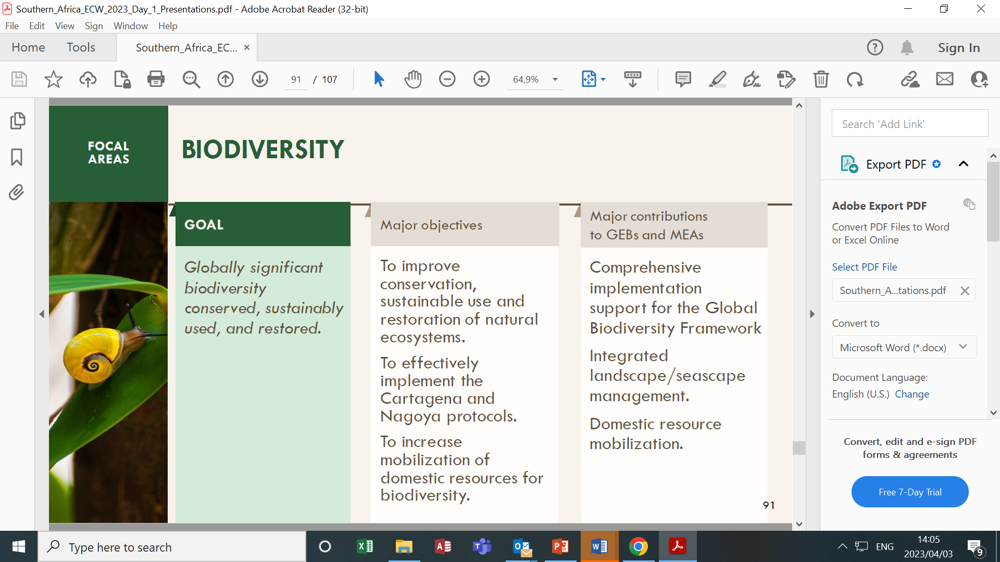 Southern_Africa_ECW_2023_Day_1_Presentations.pdf - Adobe Acrobat Reader (32-bit)
File Edit View Sign Window Help
Home Tools Southern_Africa_EC... × Sign In
91 / 107 64,9%
FOCAL
AREAS
BIODIVERSITY
GOAL
Globally significant
biodiversity
conserved, sustainably
used, and restored.
Major objectives
To improve
conservation,
sustainable use and
restoration of natural
ecosystems.
To effectively
implement the
Cartagena and
Nagoya protocols.
To increase
mobilization of
domestic resources for
biodiversity.
Major contributions
to GEBs and MEAs
Comprehensive
implementation
support for the Global
Biodiversity Framework
Integrated
landscape/seascape
management.
Domestic resource
mobilization.
91
Search 'Add Link'
Export PDF
Adobe Export PDF
Convert PDF Files to Word
or Excel Online
Select PDF File
Southern_A...tations.pdf
Convert to
Microsoft Word (*.docx)
Document Language:
English (U.S.) Change
Convert, edit and e-sign PDF
forms & agreements
Free 7-Day Trial
Type here to search
ENG
14:05
2023/04/03
9